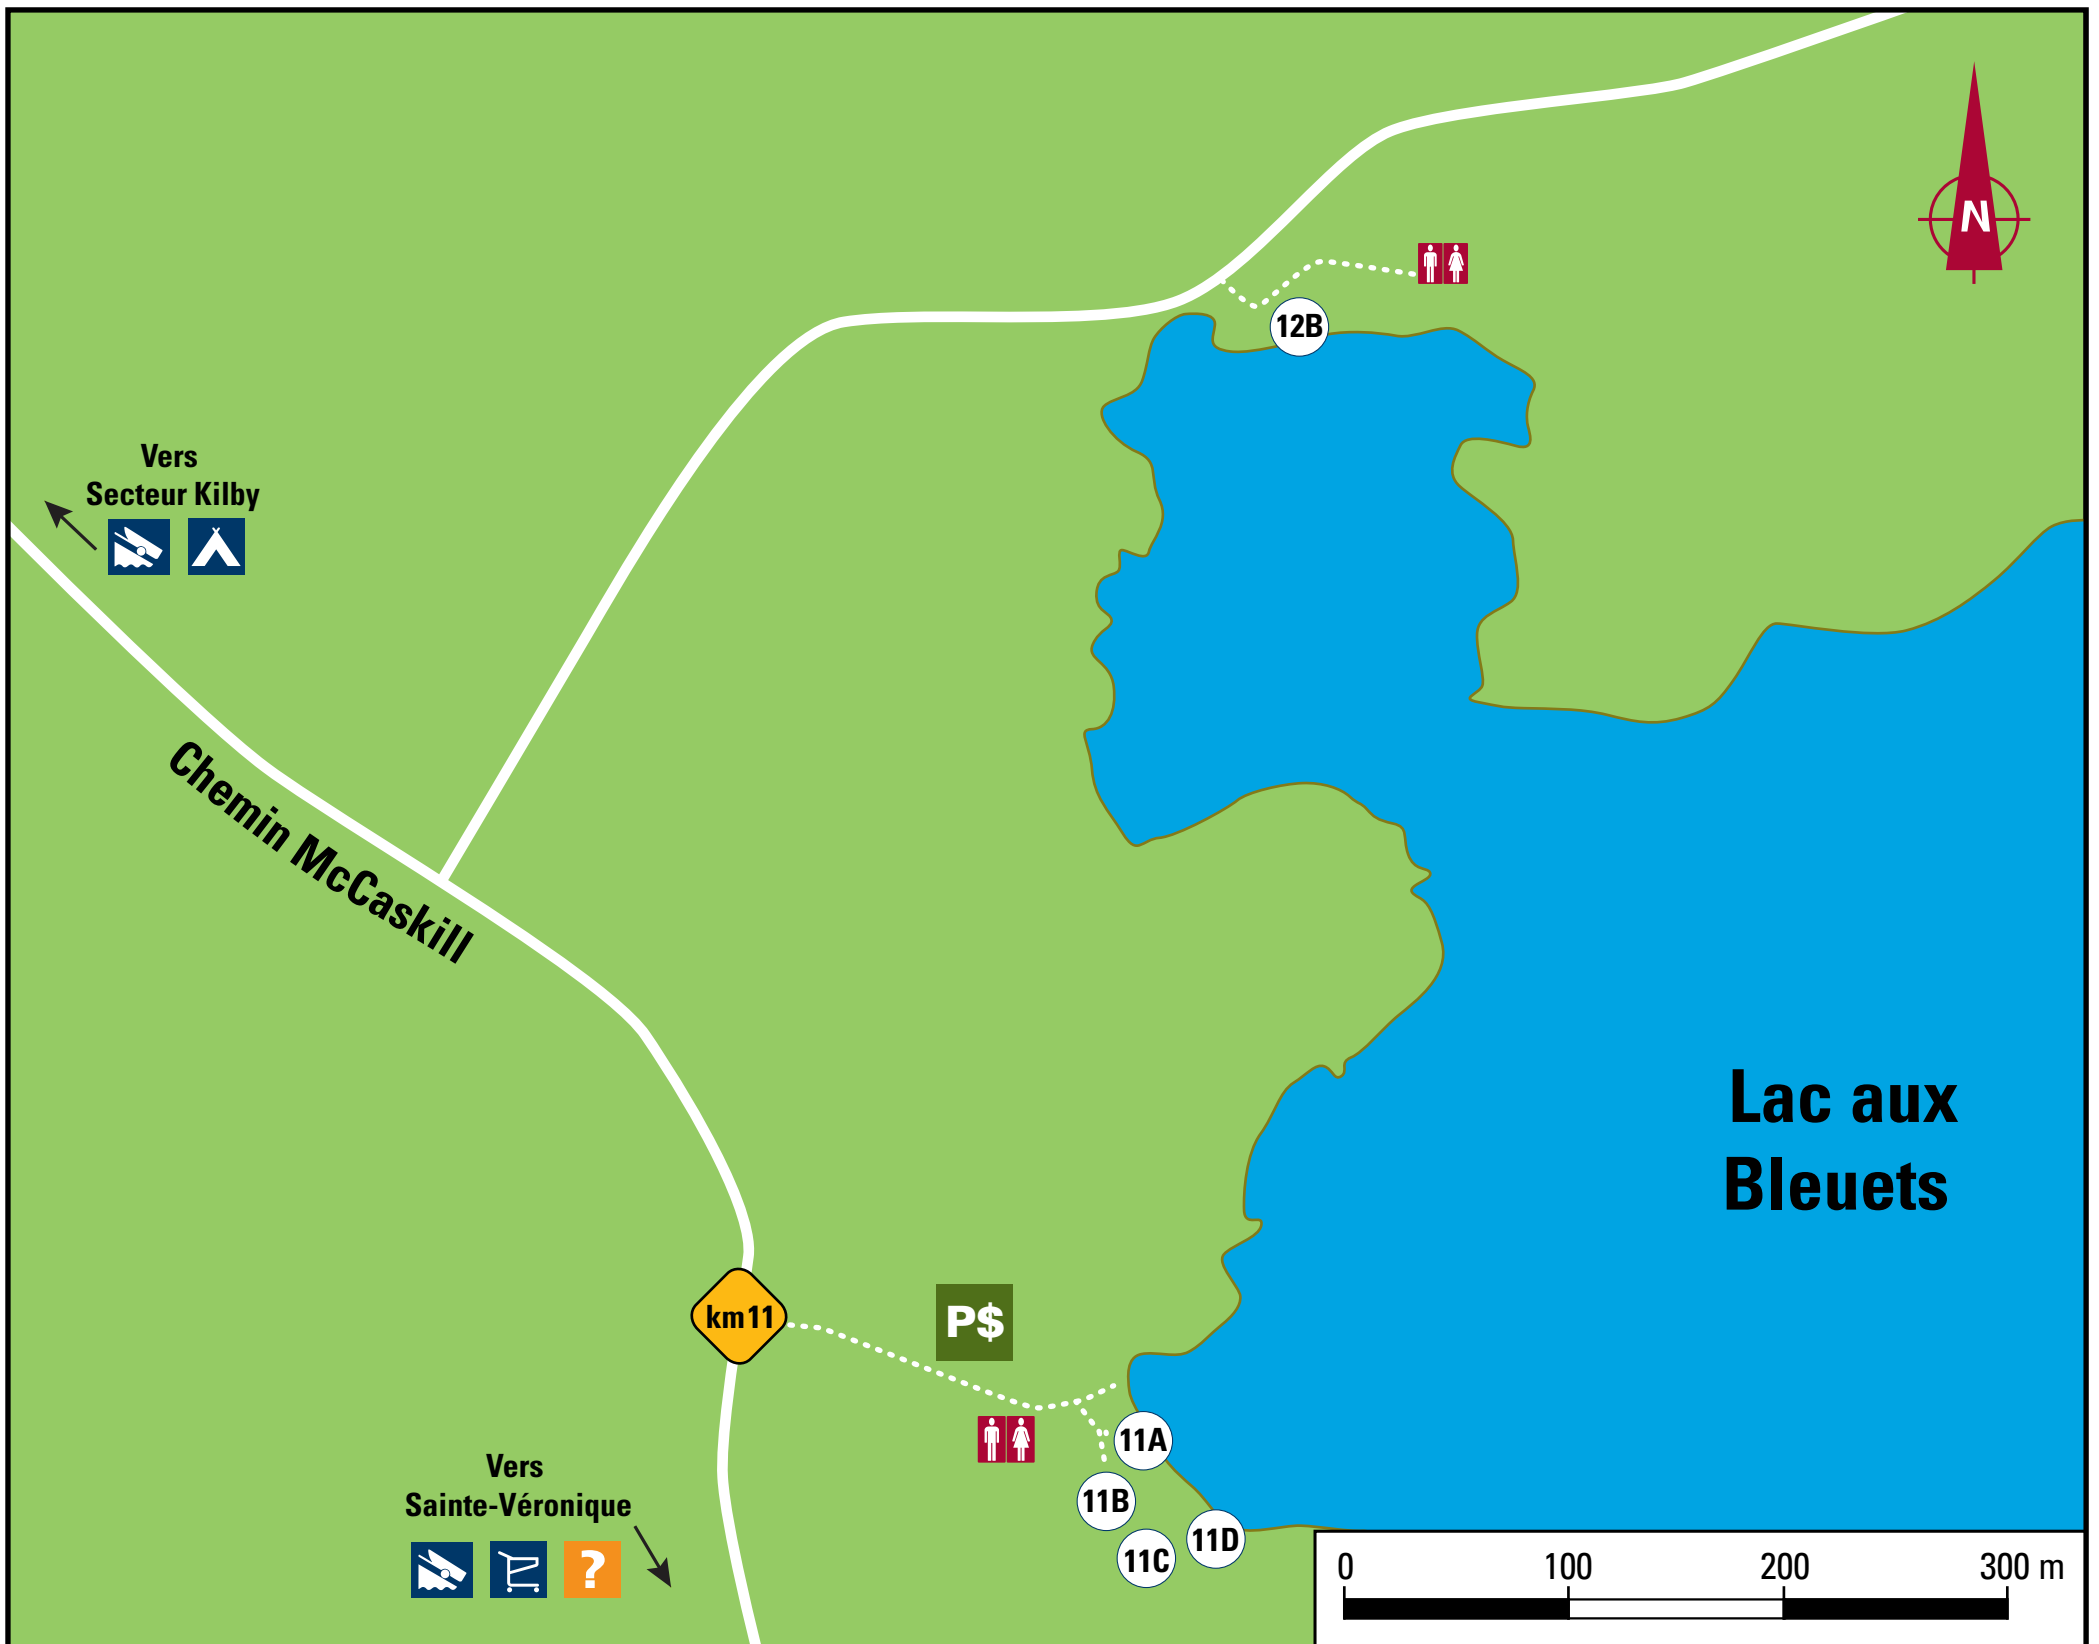 N
12B
Vers
Secteur Kilby
Chemin McCaskill
Lac aux
Bleuets
km11
P$
11A
11B
11C
11D
Vers
Sainte-Véronique
?
0 100 200 300 m